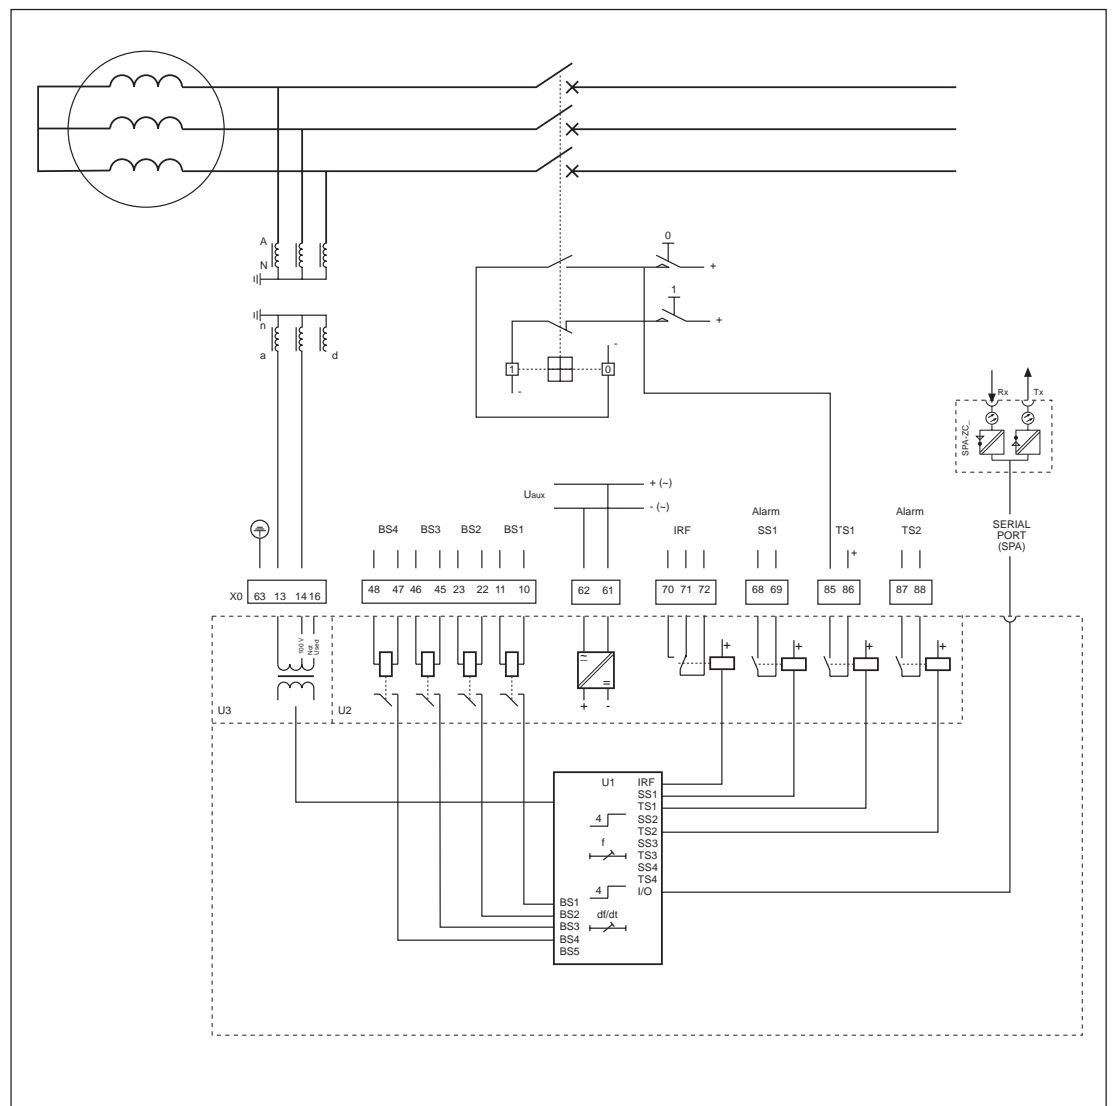 0
A
N
+
1
n
+
a
d
-
1
0
-
Rx
Tx
SPA-ZC_
+ (~)
Uaux
- (~)
Alarm
Alarm
BS4
BS3
BS2
BS1
IRF
SS1
TS1
TS2
SERIAL
PORT
(SPA)
+
X0
63 13 14 16
48 47 46 45 23 22 11 10
62 61
70 71 72
68 69
85 86
87 88
100 V
Not
Used
~
=
+ -
+
+
+
+
U3
U2
U1
IRF
SS1
TS1
4
SS2
TS2
f
SS3
TS3
SS4
TS4
4
I/O
BS1
BS2
df/dt
BS3
BS4
BS5